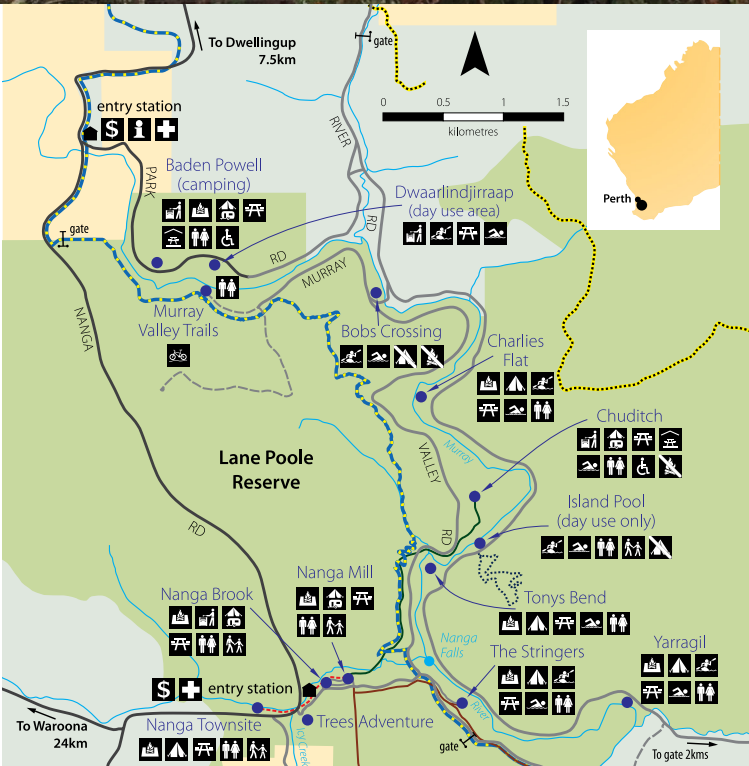 To Dwellingup
7.5km
gate
0 0.5 1 1.5
kilometres
entry station
$ i
RIVER
RD
PARK
RD
Baden Powell
(camping)
Dwaarlindjirraap
(day use area)
Perth
gate
MURRAY
Murray
Valley Trails
Bobs Crossing
Charlies
Flat
NANGA
RD
Chuditch
VALLEY
RD
Murray
Lane Poole
Reserve
Island Pool
(day use only)
Nanga Brook
Nanga Mill
Tonys Bend
Nanga
Falls
The Stringers
River
Yarragil
$ entry station
To Waroona
24km
Nanga Townsite
Trees Adventure
Icy Creek
gate
To gate 2kms